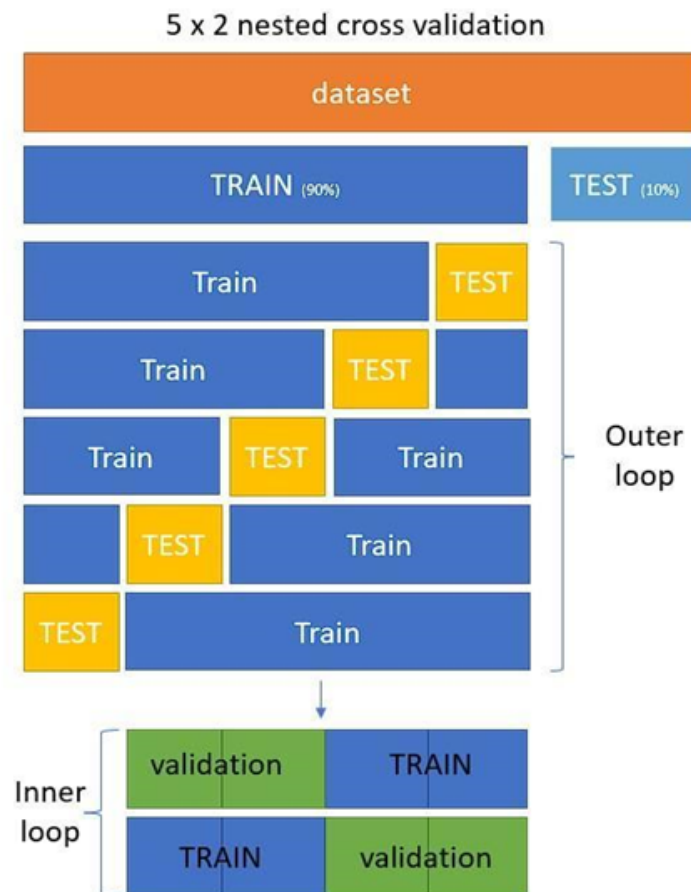 5 x 2 nested cross validation
dataset
TRAIN (90%)
TEST (10%)
Train
TEST
Train
TEST
Train
TEST
Train
TEST
Train
TEST
Train
Outer
loop
Inner
loop
validation
TRAIN
TRAIN
validation